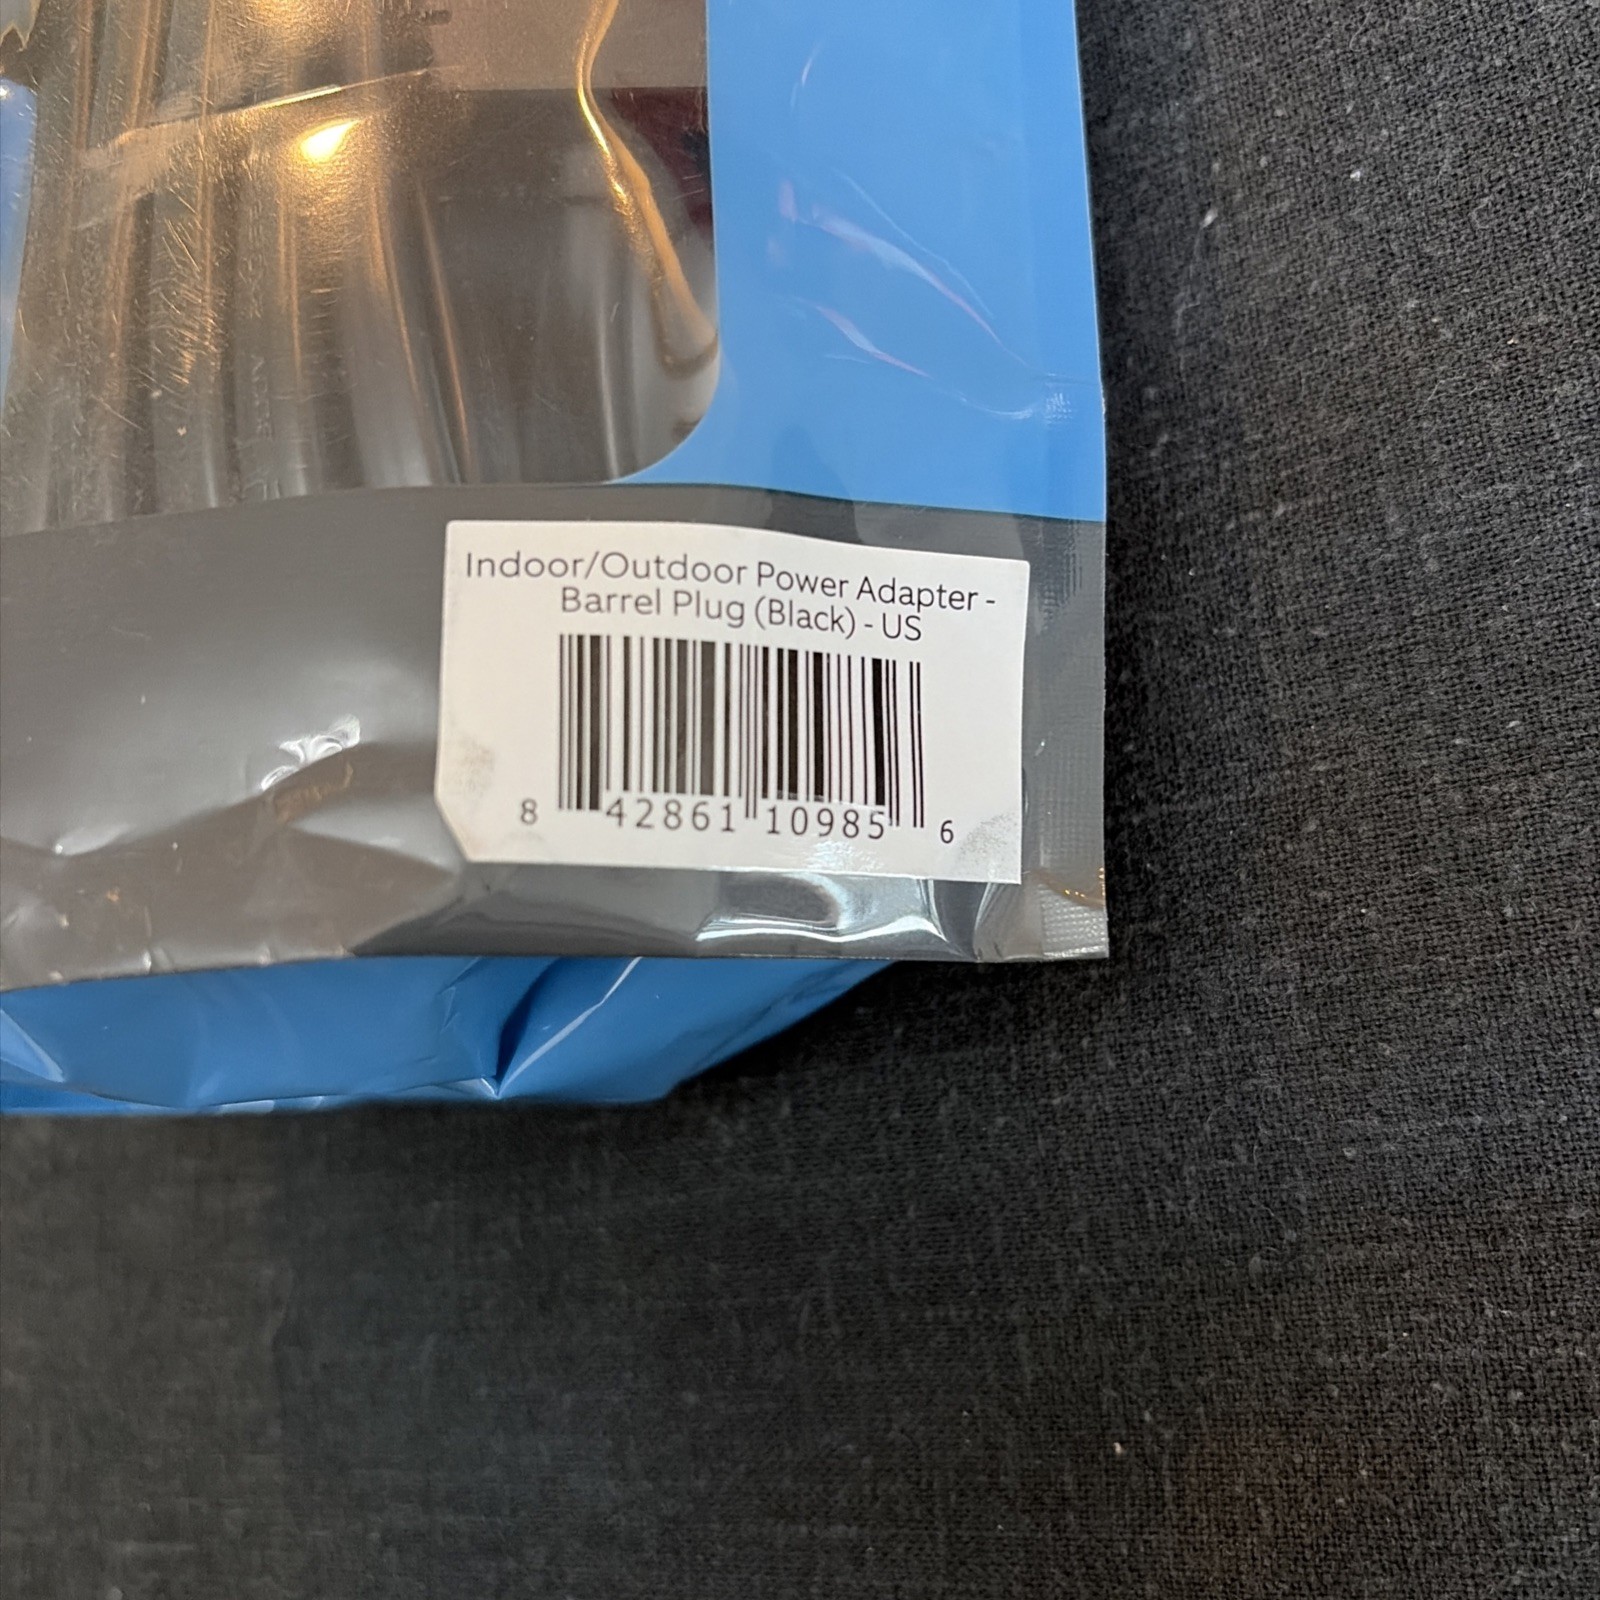 Indoor/Outdoor Power Adapter -
Barrel Plug (Black) - US
8 42861 10985 6